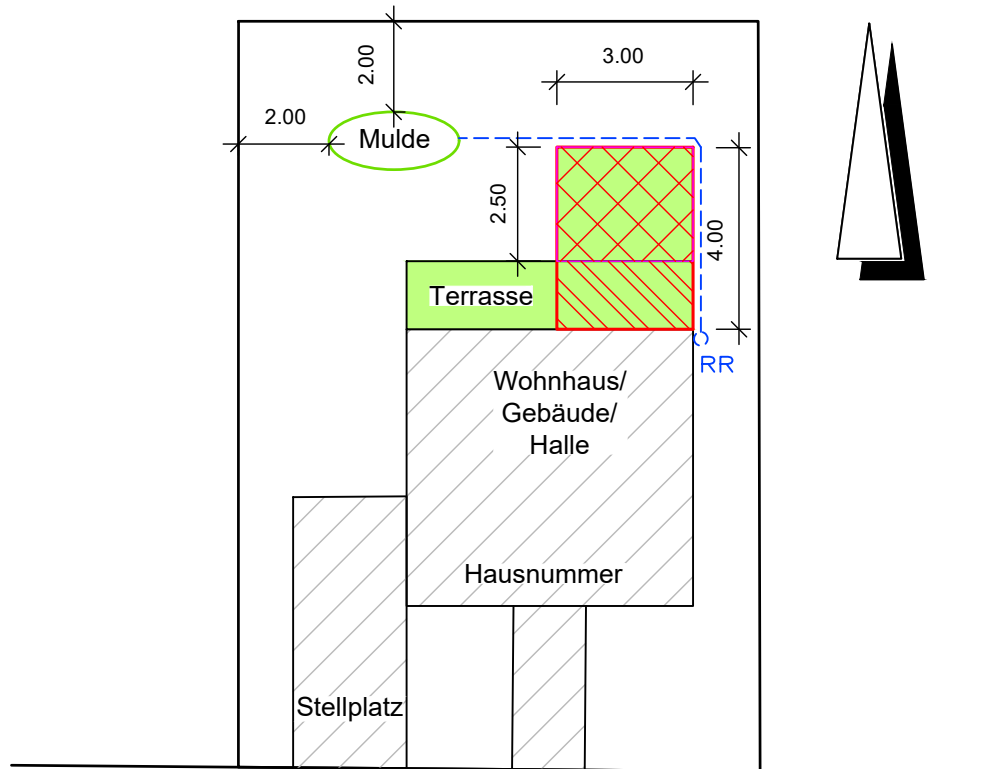 3.00
2.00
2.00
Mulde
2.50
4.00
Terrasse
RR
Wohnhaus/
Gebäude/
Halle
Hausnummer
Stellplatz